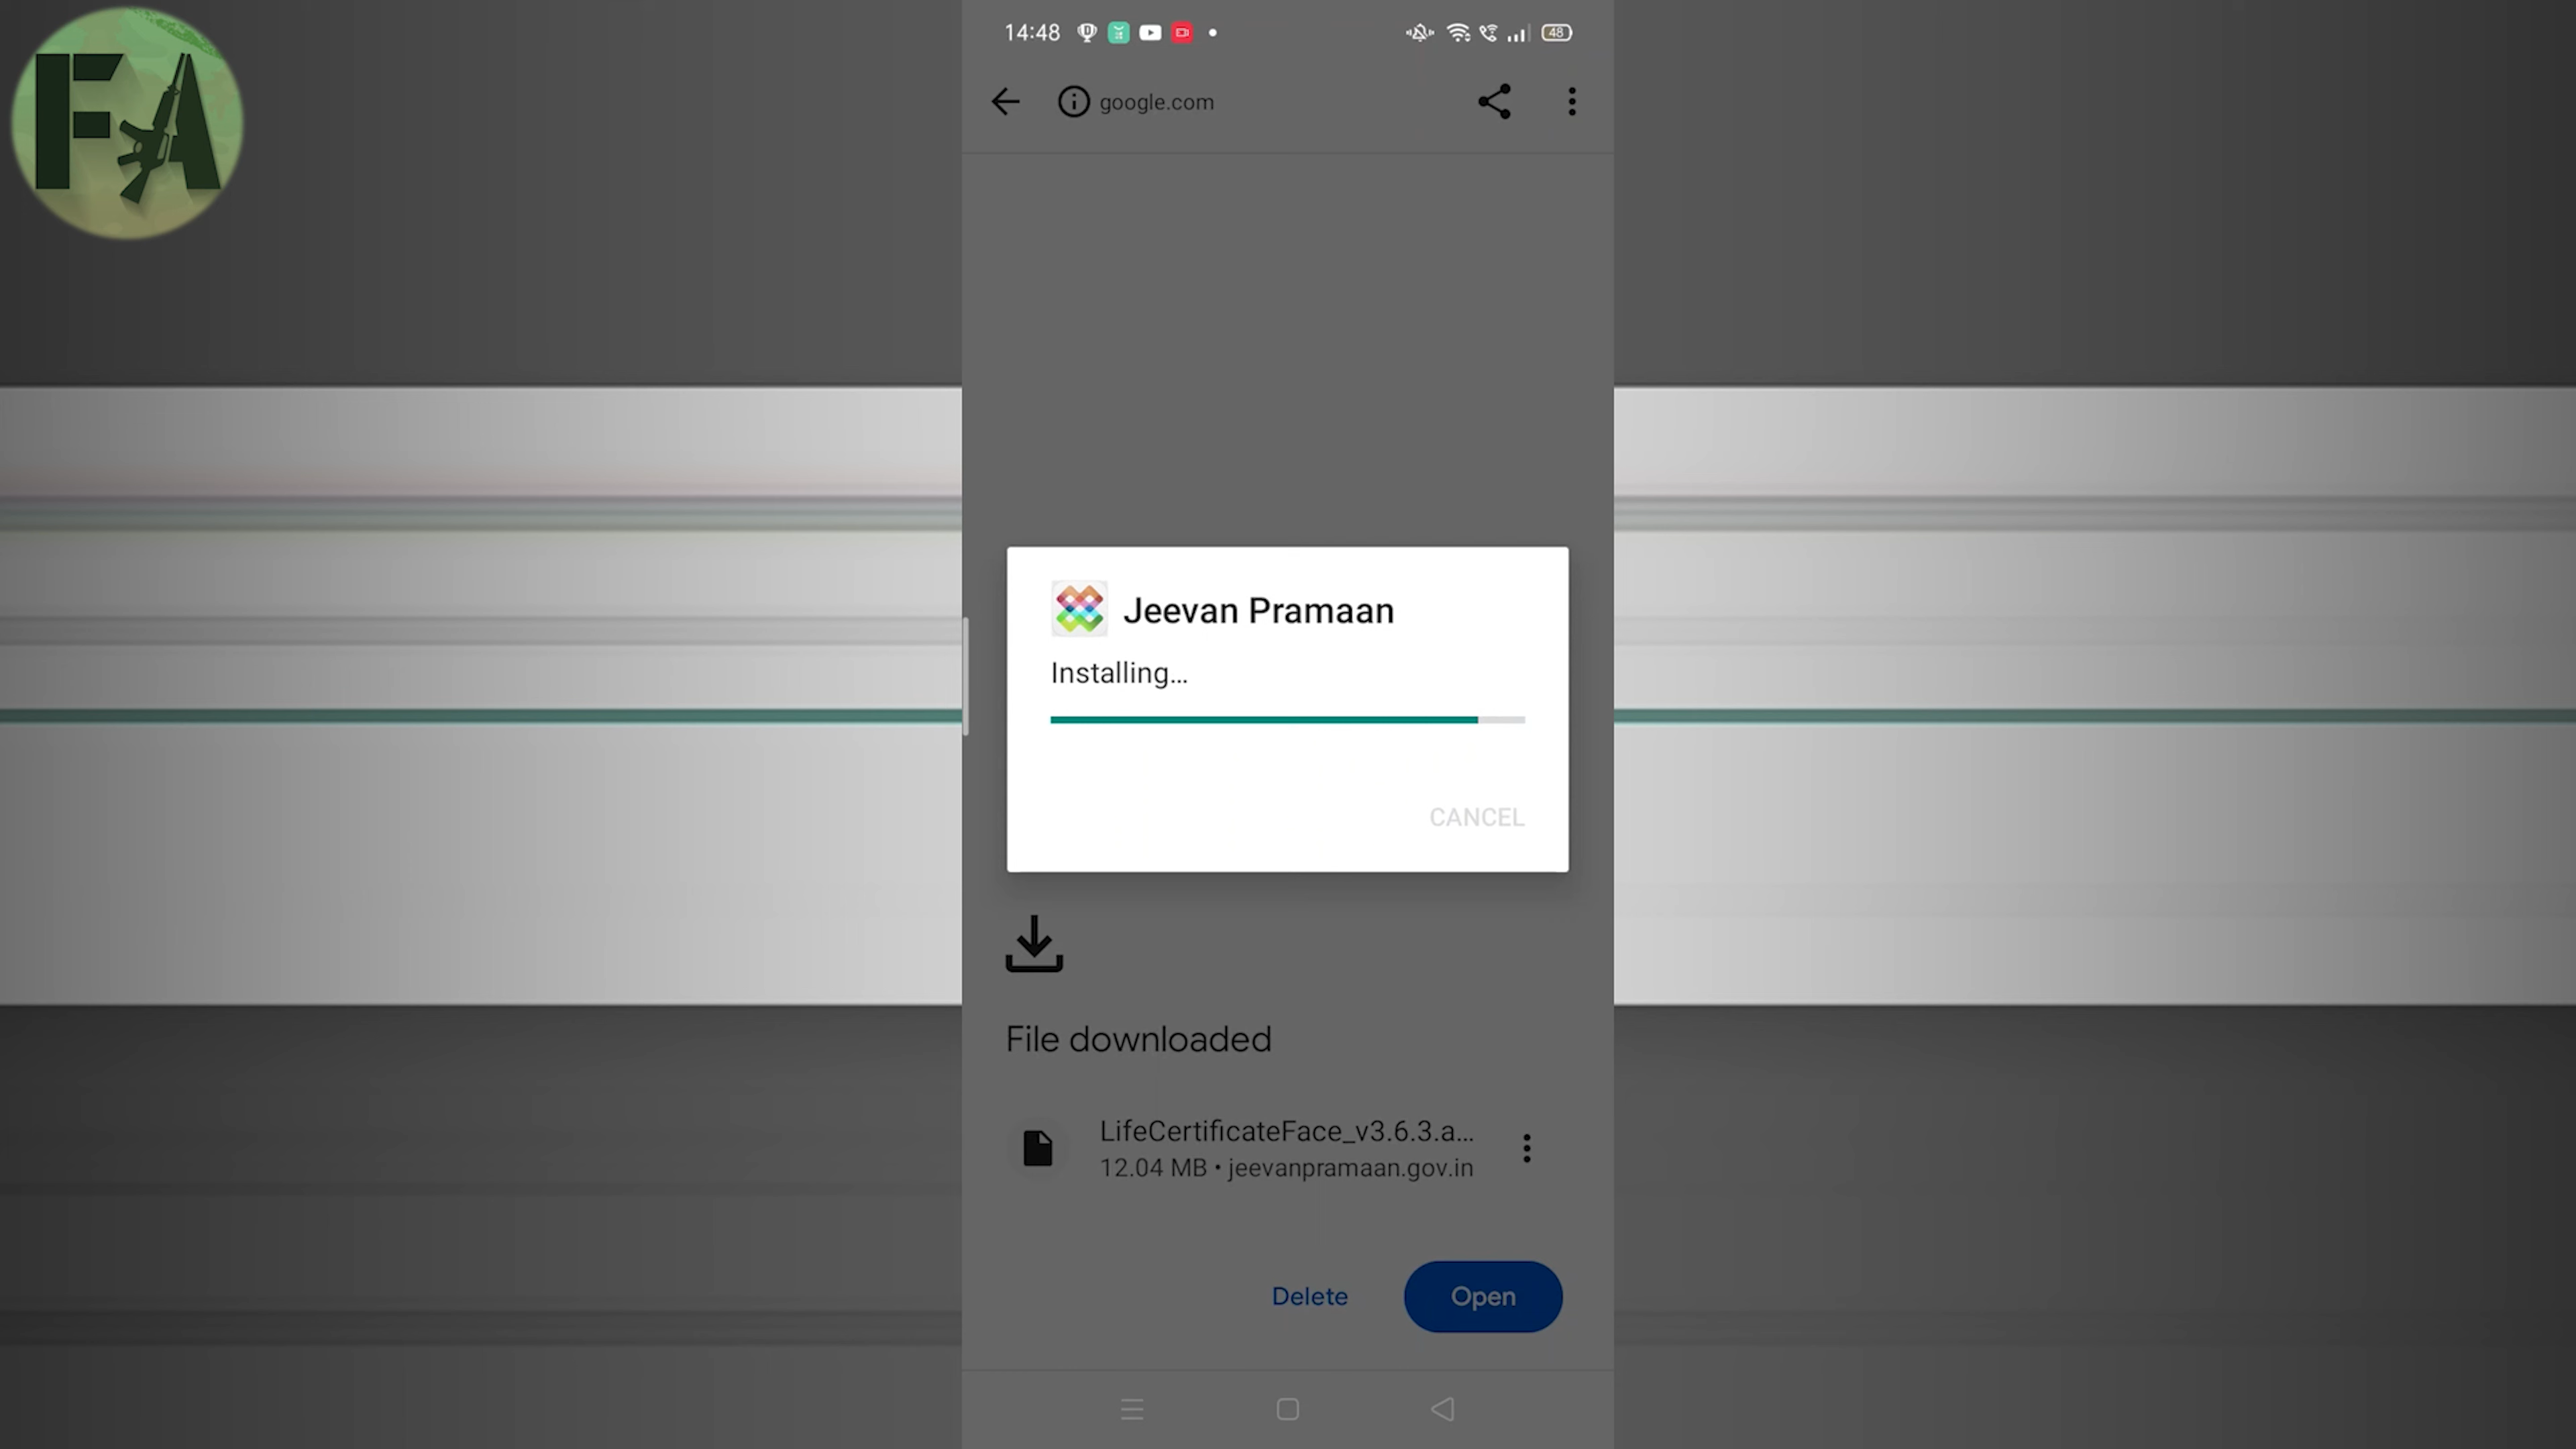 FA
14:48
48
google.com
Jeevan Pramaan
Installing...
CANCEL
File downloaded
LifeCertificateFace_v3.6.3.a...
12.04 MB • jeevanpramaan.gov.in
Delete
Open